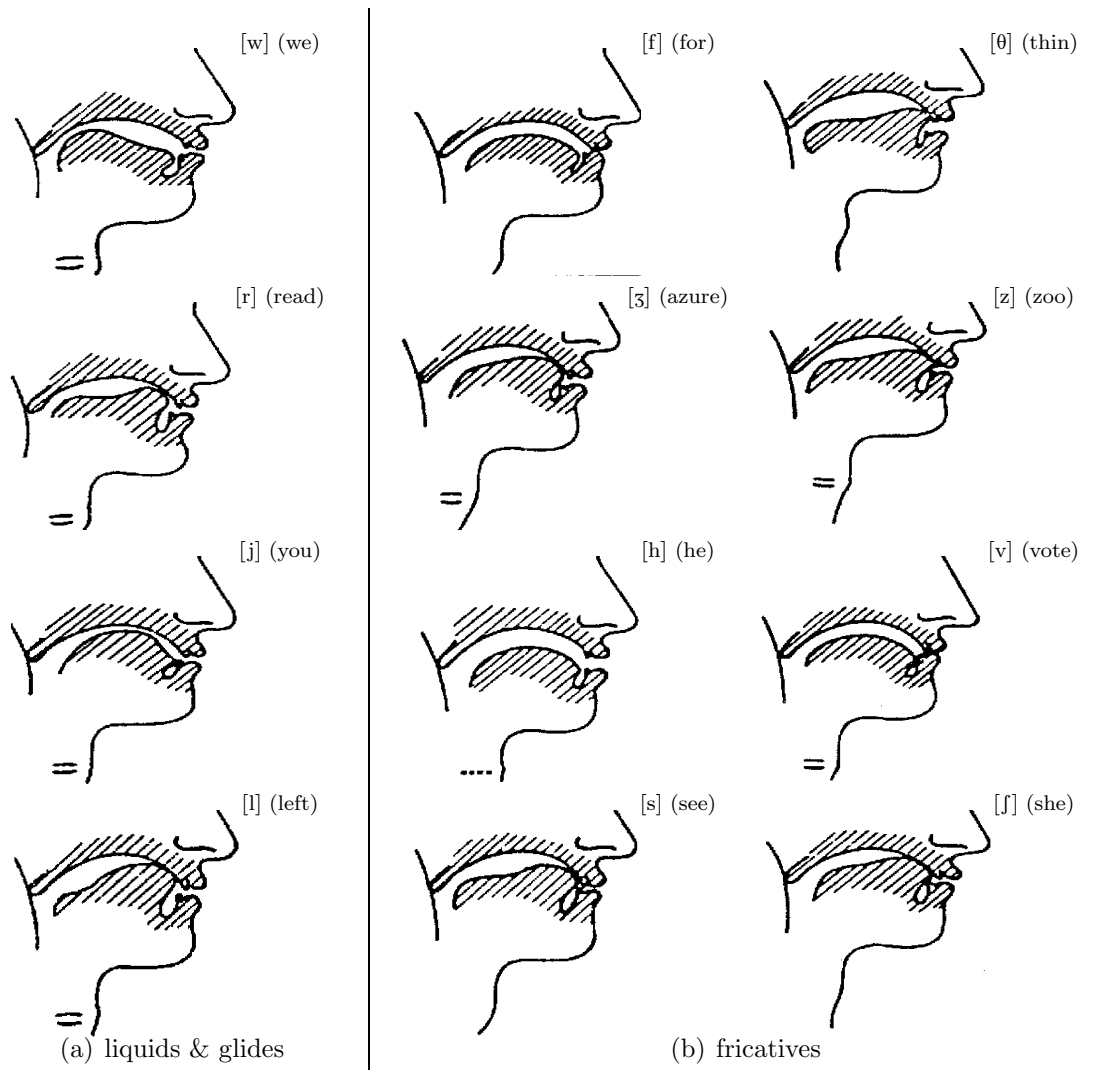 [w] (we)
[f] (for)
[θ] (thin)
[r] (read)
[ʒ] (azure)
[z] (zoo)
[j] (you)
[h] (he)
[v] (vote)
[l] (left)
[s] (see)
[ʃ] (she)
(a) liquids & glides
(b) fricatives